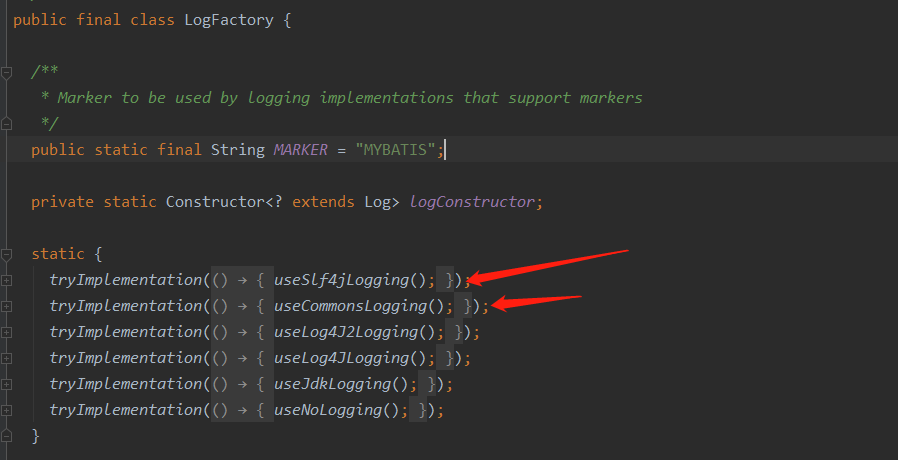 public final class LogFactory {
/**
* Marker to be used by logging implementations that support markers
*/
public static final String MARKER = "MYBATIS";
private static Constructor<? extends Log> logConstructor;
static {
tryImplementation(() → { useSlf4jLogging(); });
tryImplementation(() → { useCommonsLogging(); });
tryImplementation(() → { useLog4J2Logging(); });
tryImplementation(() → { useLog4JLogging(); });
tryImplementation(() → { useJdkLogging(); });
tryImplementation(() → { useNoLogging(); });
}